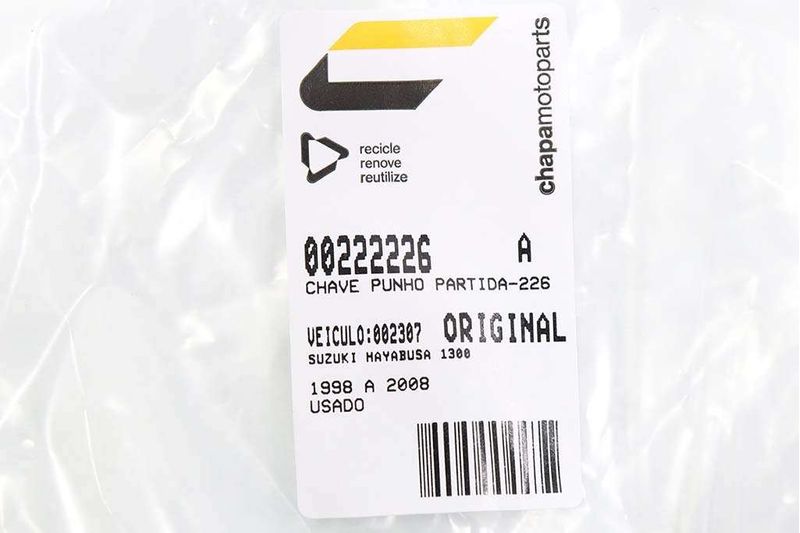 chapamotoparts
recicle
renove
reutilize
00222226 A
CHAVE PUNHO PARTIDA-226
VEICULO:002307 ORIGINAL
SUZUKI HAYABUSA 1300
1998 A 2008
USADO